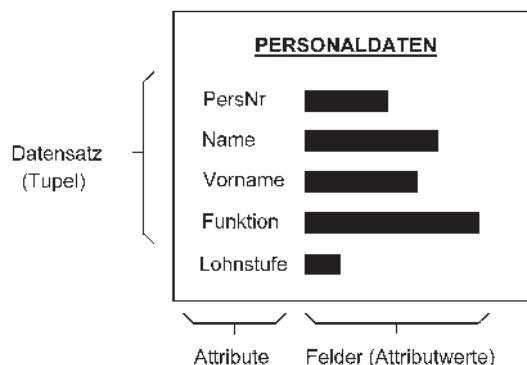 PERSONALDATEN
PersNr
Name
Vorname
Funktion
Lohnstufe
Datensatz
(Tupel)
Attribute
Felder (Attributwerte)